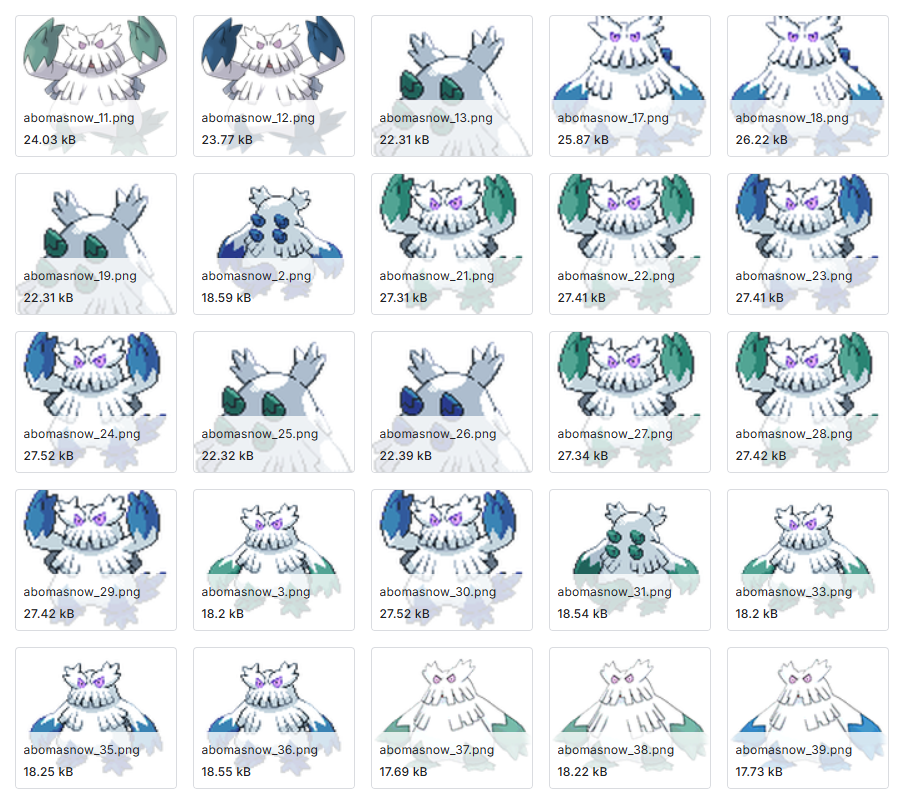 abomasnow_11.png
24.03 kB
abomasnow_12.png
23.77 kB
abomasnow_13.png
22.31 kB
abomasnow_17.png
25.87 kB
abomasnow_18.png
26.22 kB
abomasnow_19.png
22.31 kB
abomasnow_2.png
18.59 kB
abomasnow_21.png
27.31 kB
abomasnow_22.png
27.41 kB
abomasnow_23.png
27.41 kB
abomasnow_24.png
27.52 kB
abomasnow_25.png
22.32 kB
abomasnow_26.png
22.39 kB
abomasnow_27.png
27.34 kB
abomasnow_28.png
27.42 kB
abomasnow_29.png
27.42 kB
abomasnow_3.png
18.2 kB
abomasnow_30.png
27.52 kB
abomasnow_31.png
18.54 kB
abomasnow_33.png
18.2 kB
abomasnow_35.png
18.25 kB
abomasnow_36.png
18.55 kB
abomasnow_37.png
17.69 kB
abomasnow_38.png
18.22 kB
abomasnow_39.png
17.73 kB